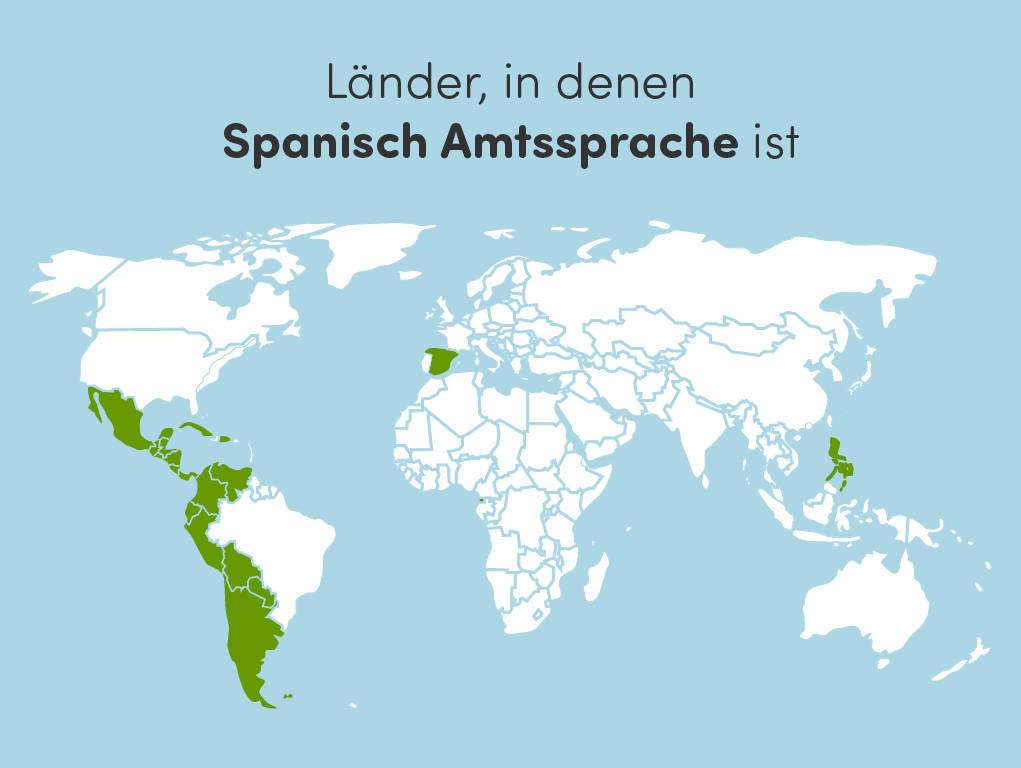 Länder, in denen
Spanisch Amtssprache ist